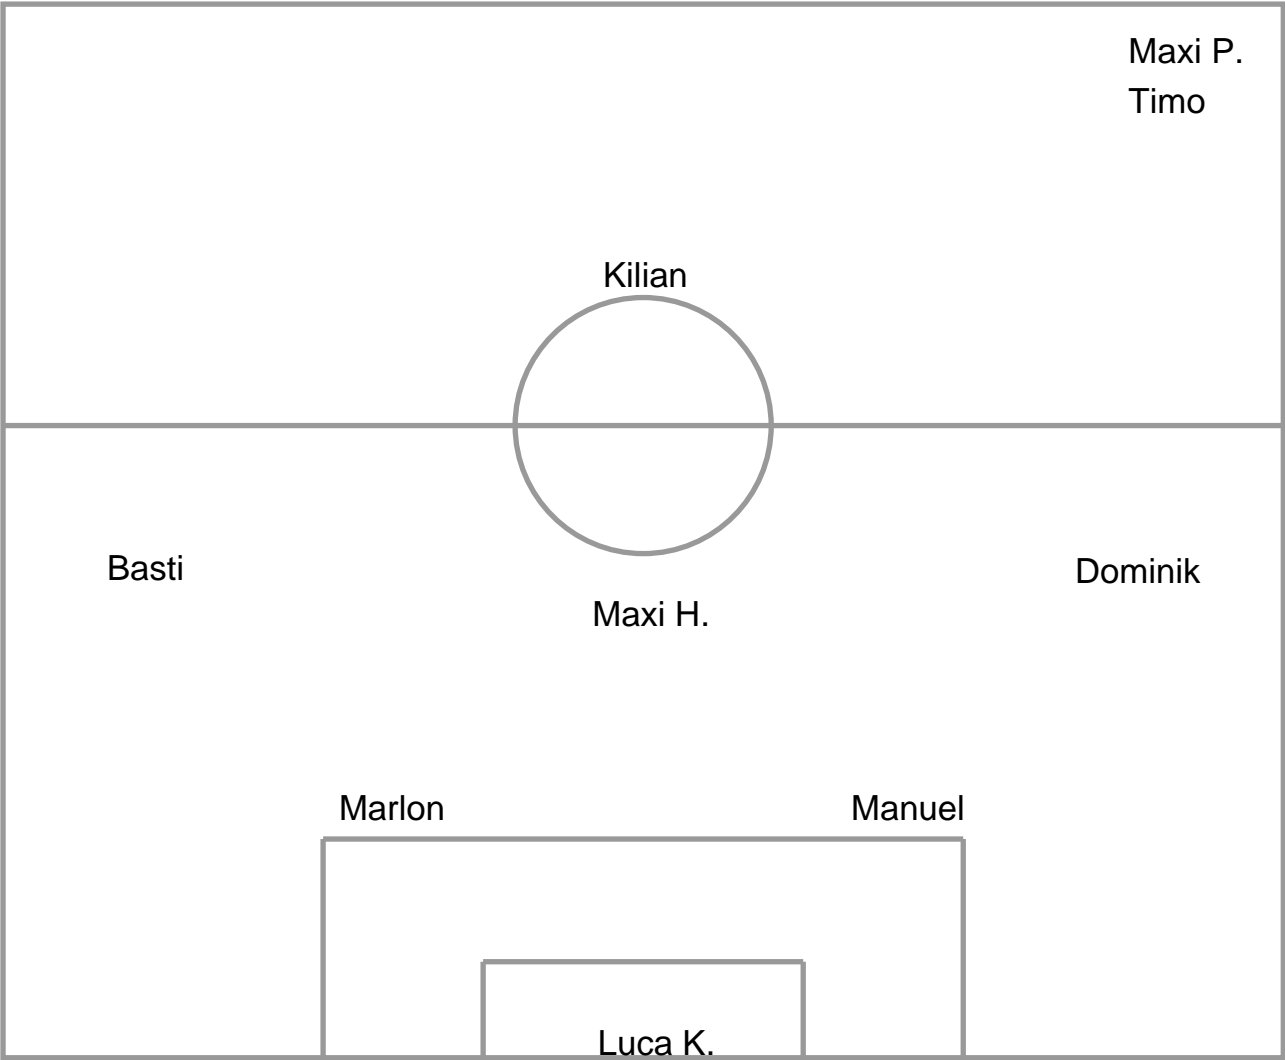 Maxi P.
Timo
Kilian
Basti
Dominik
Maxi H.
Marlon
Manuel
Luca K.